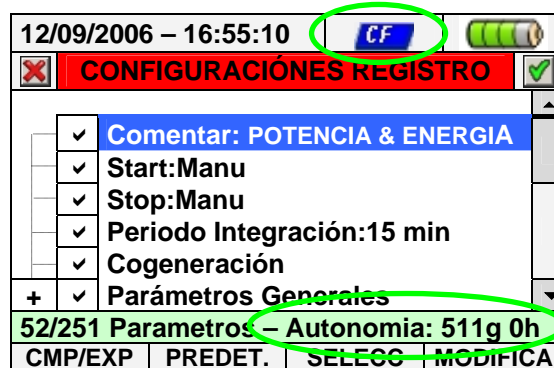 12/09/2006 – 16:55:10 CF
CONFIGURACIÓNES REGISTRO
Comentar: POTENCIA & ENERGIA
Start:Manu
Stop:Manu
Periodo Integración:15 min
Cogeneración
+ Parámetros Generales
52/251 Parametros – Autonomia: 511g 0h
CMP/EXP PREDET. SELECC MODIFICA